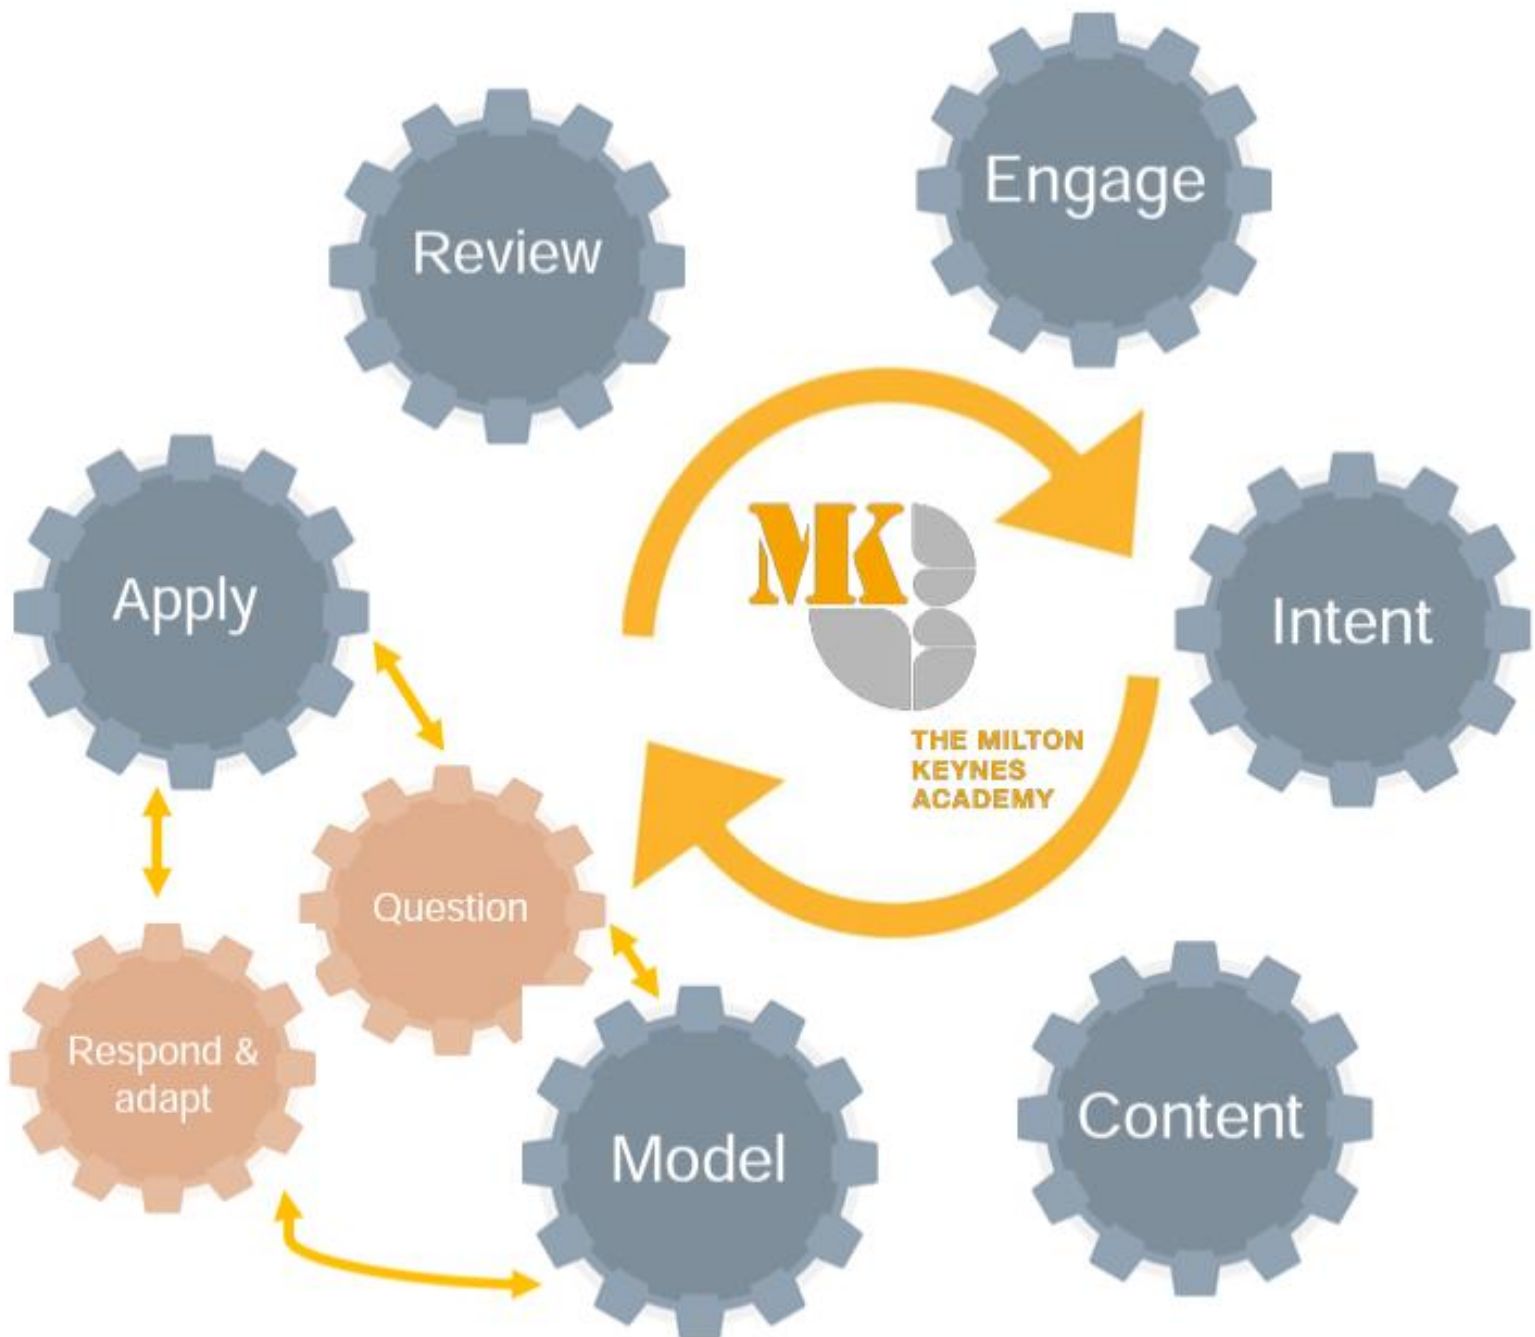 Engage
Review
Intent
Apply
MK
THE MILTON
KEYNES
ACADEMY
Question
Respond &
adapt
Model
Content